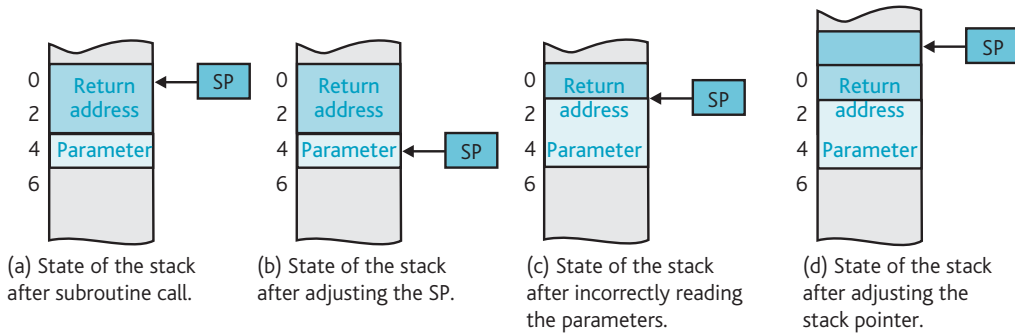 0
2
4
6
Return
address
Parameter
SP
(a) State of the stack
after subroutine call.
0
2
4
6
Return
address
Parameter
SP
(b) State of the stack
after adjusting the SP.
0
2
4
6
Return
address
Parameter
SP
(c) State of the stack
after incorrectly reading
the parameters.
0
2
4
6
Return
address
Parameter
SP
(d) State of the stack
after adjusting the
stack pointer.